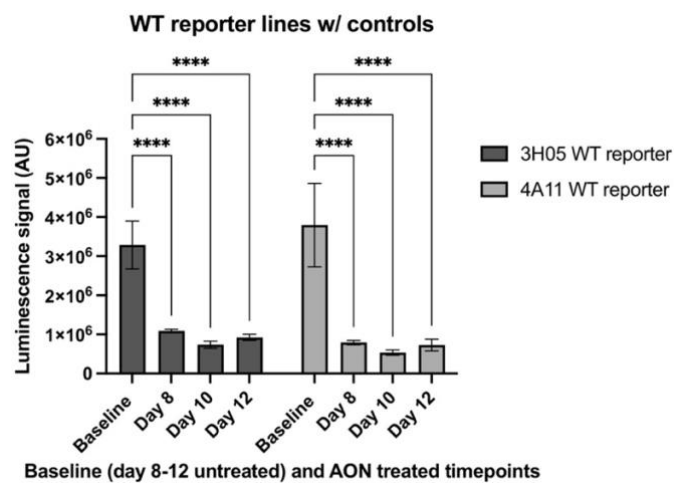 WT reporter lines w/ controls
**** ****
**** ****
**** ****
Luminescence signal (AU)
6×10⁶
5×10⁶
4×10⁶
3×10⁶
2×10⁶
1×10⁶
0
Baseline Day 8 Day 10 Day 12 Baseline Day 8 Day 10 Day 12
3H05 WT reporter
4A11 WT reporter
Baseline (day 8-12 untreated) and AON treated timepoints